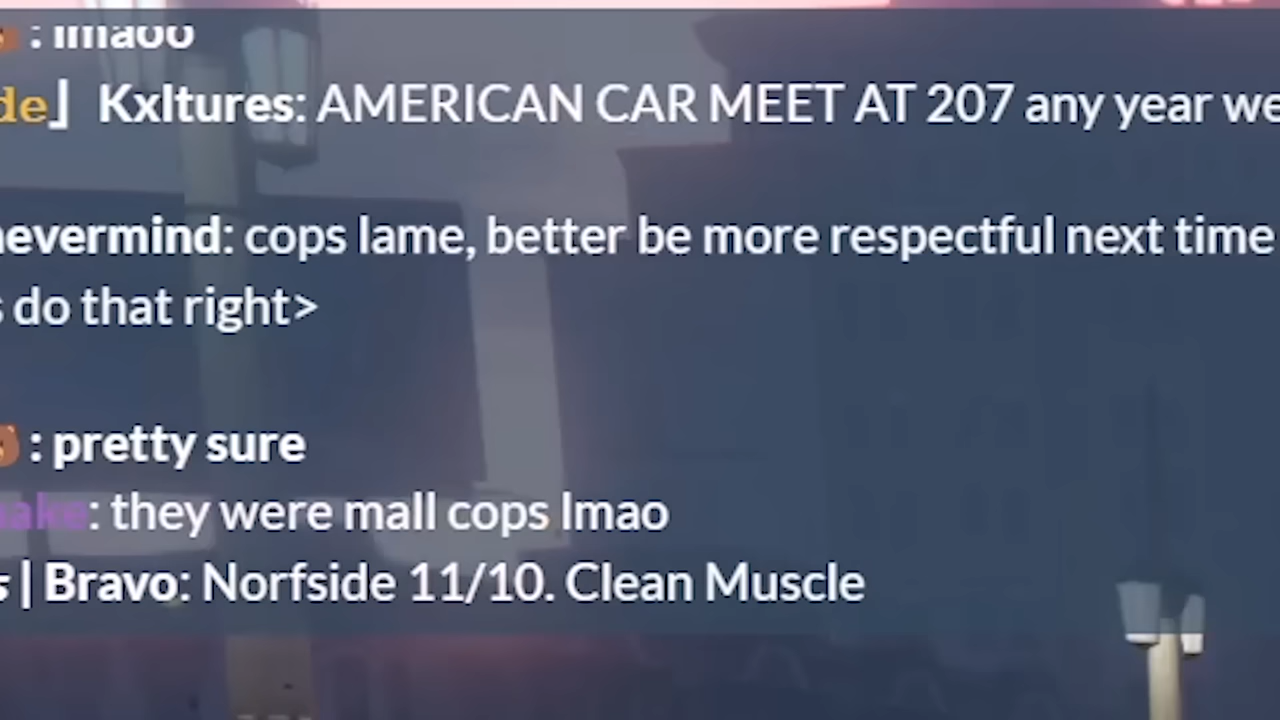 : lmaoo
de」 Kxltures: AMERICAN CAR MEET AT 207 any year we
nevermind: cops lame, better be more respectful next time
s do that right>
: pretty sure
nake: they were mall cops lmao
s | Bravo: Norfside 11/10. Clean Muscle